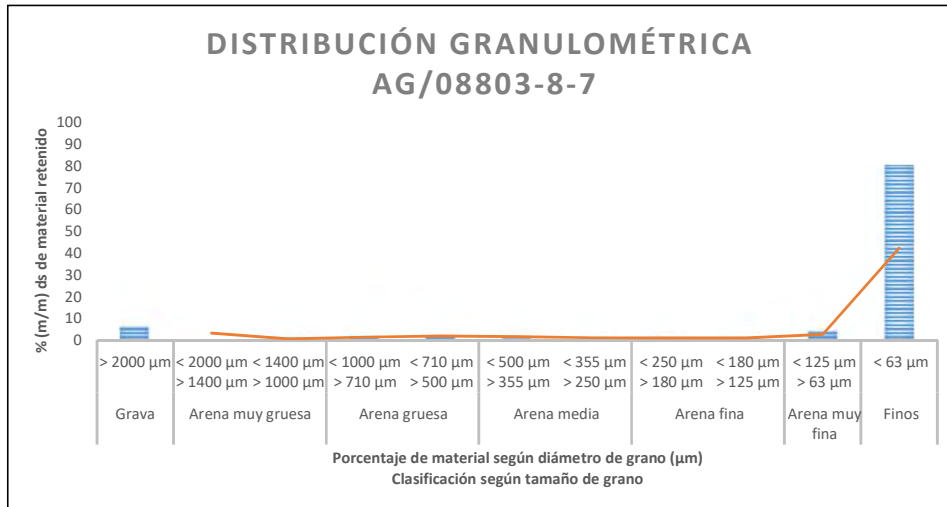 DISTRIBUCIÓN GRANULOMÉTRICA
AG/08803-8-7
% (m/m) ds de material retenido
100
90
80
70
60
50
40
30
20
10
0
> 2000 µm < 2000 µm < 1400 µm < 1000 µm < 710 µm < 500 µm < 355 µm < 250 µm < 180 µm < 125 µm < 63 µm
> 1400 µm > 1000 µm > 710 µm > 500 µm > 355 µm > 250 µm > 180 µm > 125 µm > 63 µm
Grava Arena muy gruesa Arena gruesa Arena media Arena fina Arena muy Finos
fina
Porcentaje de material según diámetro de grano (µm)
Clasificación según tamaño de grano